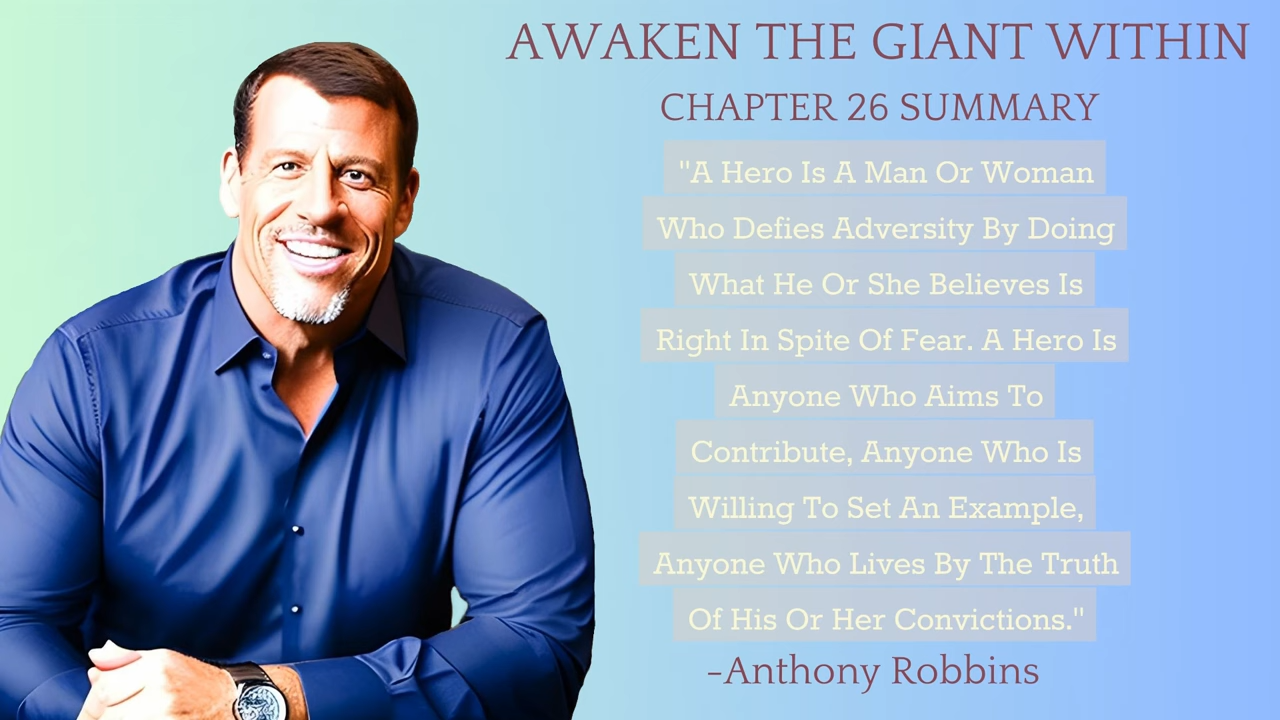 AWAKEN THE GIANT WITHIN
CHAPTER 26 SUMMARY
"A Hero Is A Man Or Woman
Who Defies Adversity By Doing
What He Or She Believes Is
Right In Spite Of Fear. A Hero Is
Anyone Who Aims To
Contribute, Anyone Who Is
Willing To Set An Example,
Anyone Who Lives By The Truth
Of His Or Her Convictions."
-Anthony Robbins